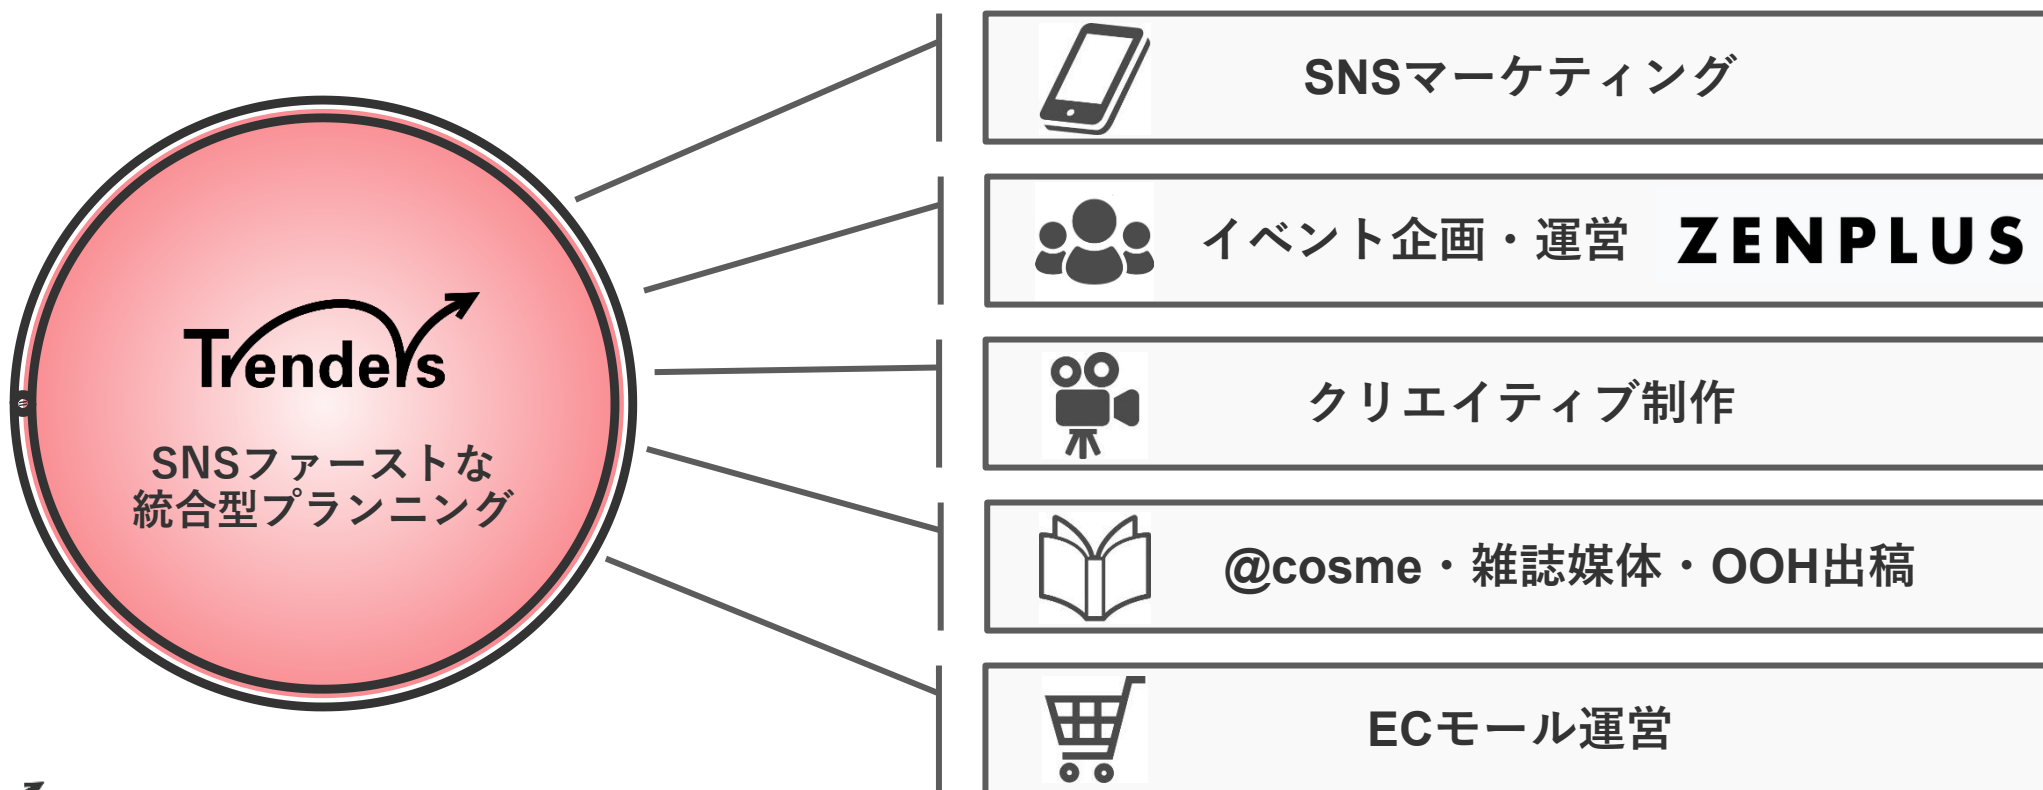 Trenders
SNSファーストな
統合型プランニング
SNSマーケティング
イベント企画・運営 ZENPLUS
クリエイティブ制作
@cosme・雑誌媒体・OOH出稿
ECモール運営